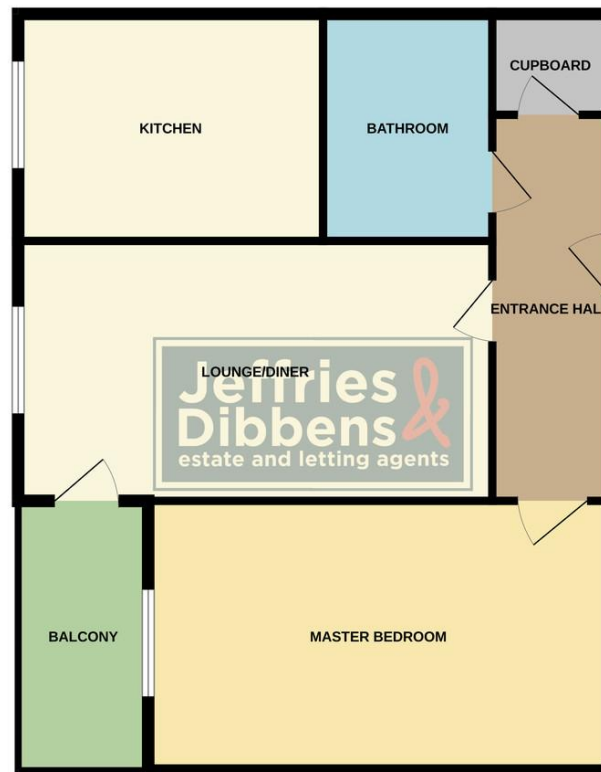 CUPBOARD
KITCHEN
BATHROOM
ENTRANCE HAL
LOUNGE/DINER
Jeffries &
Dibbens
estate and letting agents
BALCONY
MASTER BEDROOM